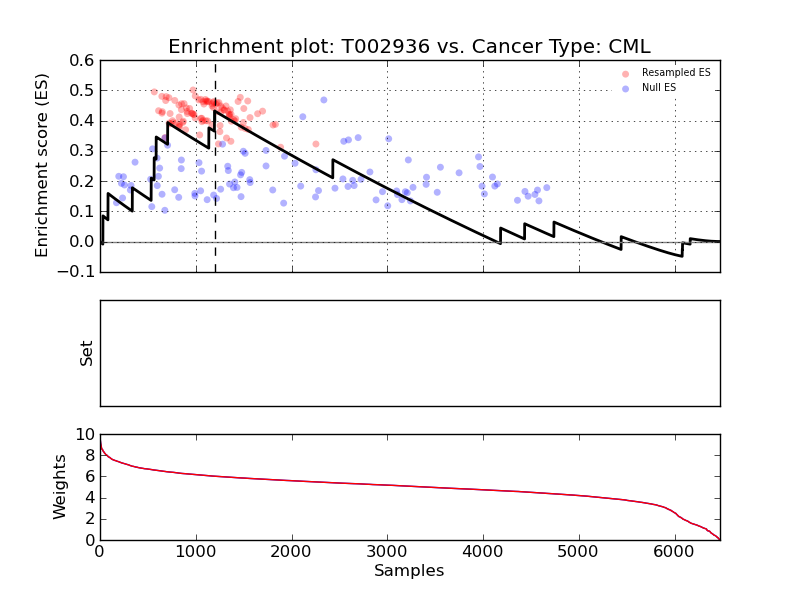 Enrichment plot: T002936 vs. Cancer Type: CML
Enrichment score (ES)
0.6
0.5
0.4
0.3
0.2
0.1
0.0
−0.1
Resampled ES
Null ES
Set
Weights
10
8
6
4
2
0
0 1000 2000 3000 4000 5000 6000
Samples